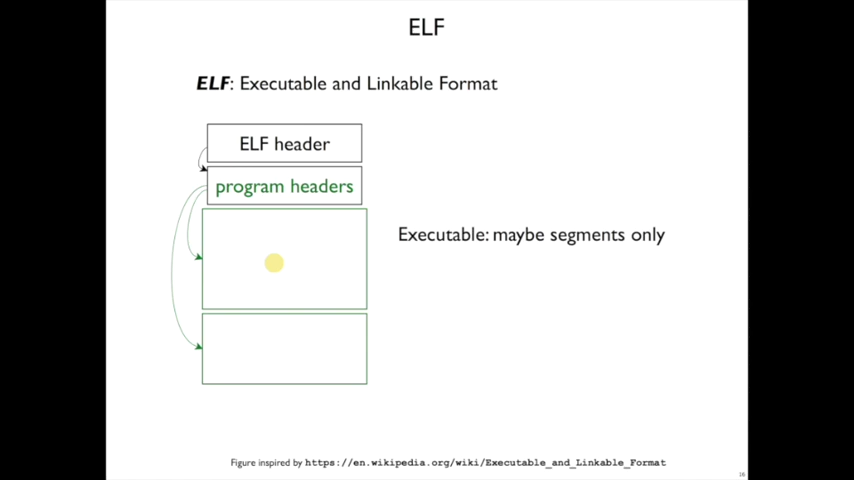 ELF
ELF: Executable and Linkable Format
ELF header
program headers
Executable: maybe segments only
Figure inspired by https://en.wikipedia.org/wiki/Executable_and_Linkable_Format
16